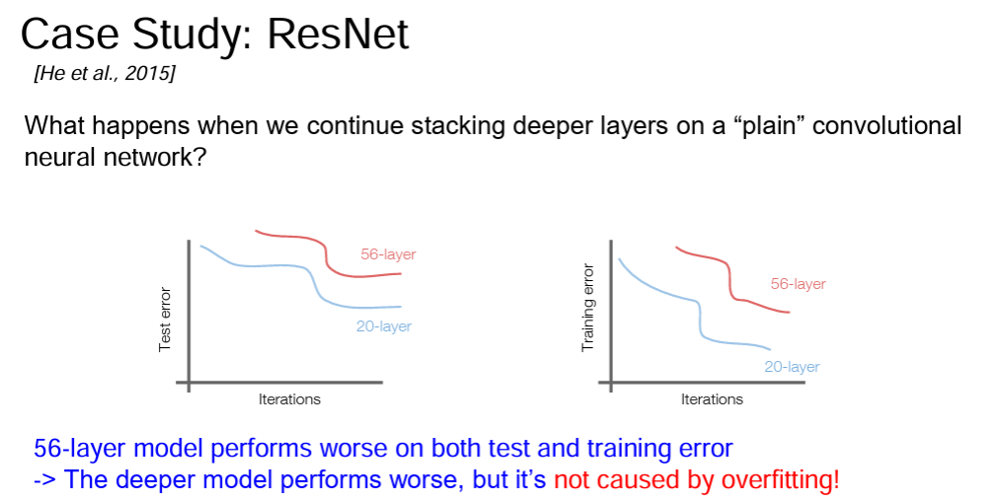 Case Study: ResNet
[He et al., 2015]
What happens when we continue stacking deeper layers on a “plain” convolutional
neural network?
Test error
56-layer
20-layer
Iterations
Training error
56-layer
20-layer
Iterations
56-layer model performs worse on both test and training error
-> The deeper model performs worse, but it’s not caused by overfitting!